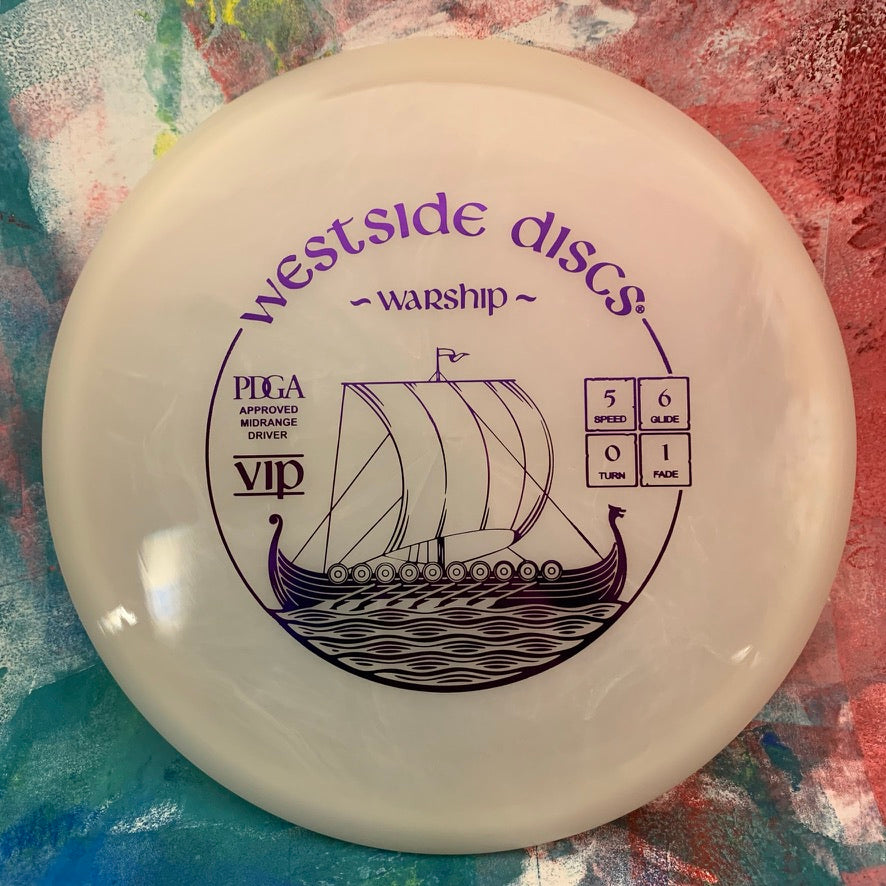 westside discs®
~ warship ~
PDGA
APPROVED
MIDRANGE
DRIVER
VIP
5 6
SPEED GLIDE
0 1
TURN FADE